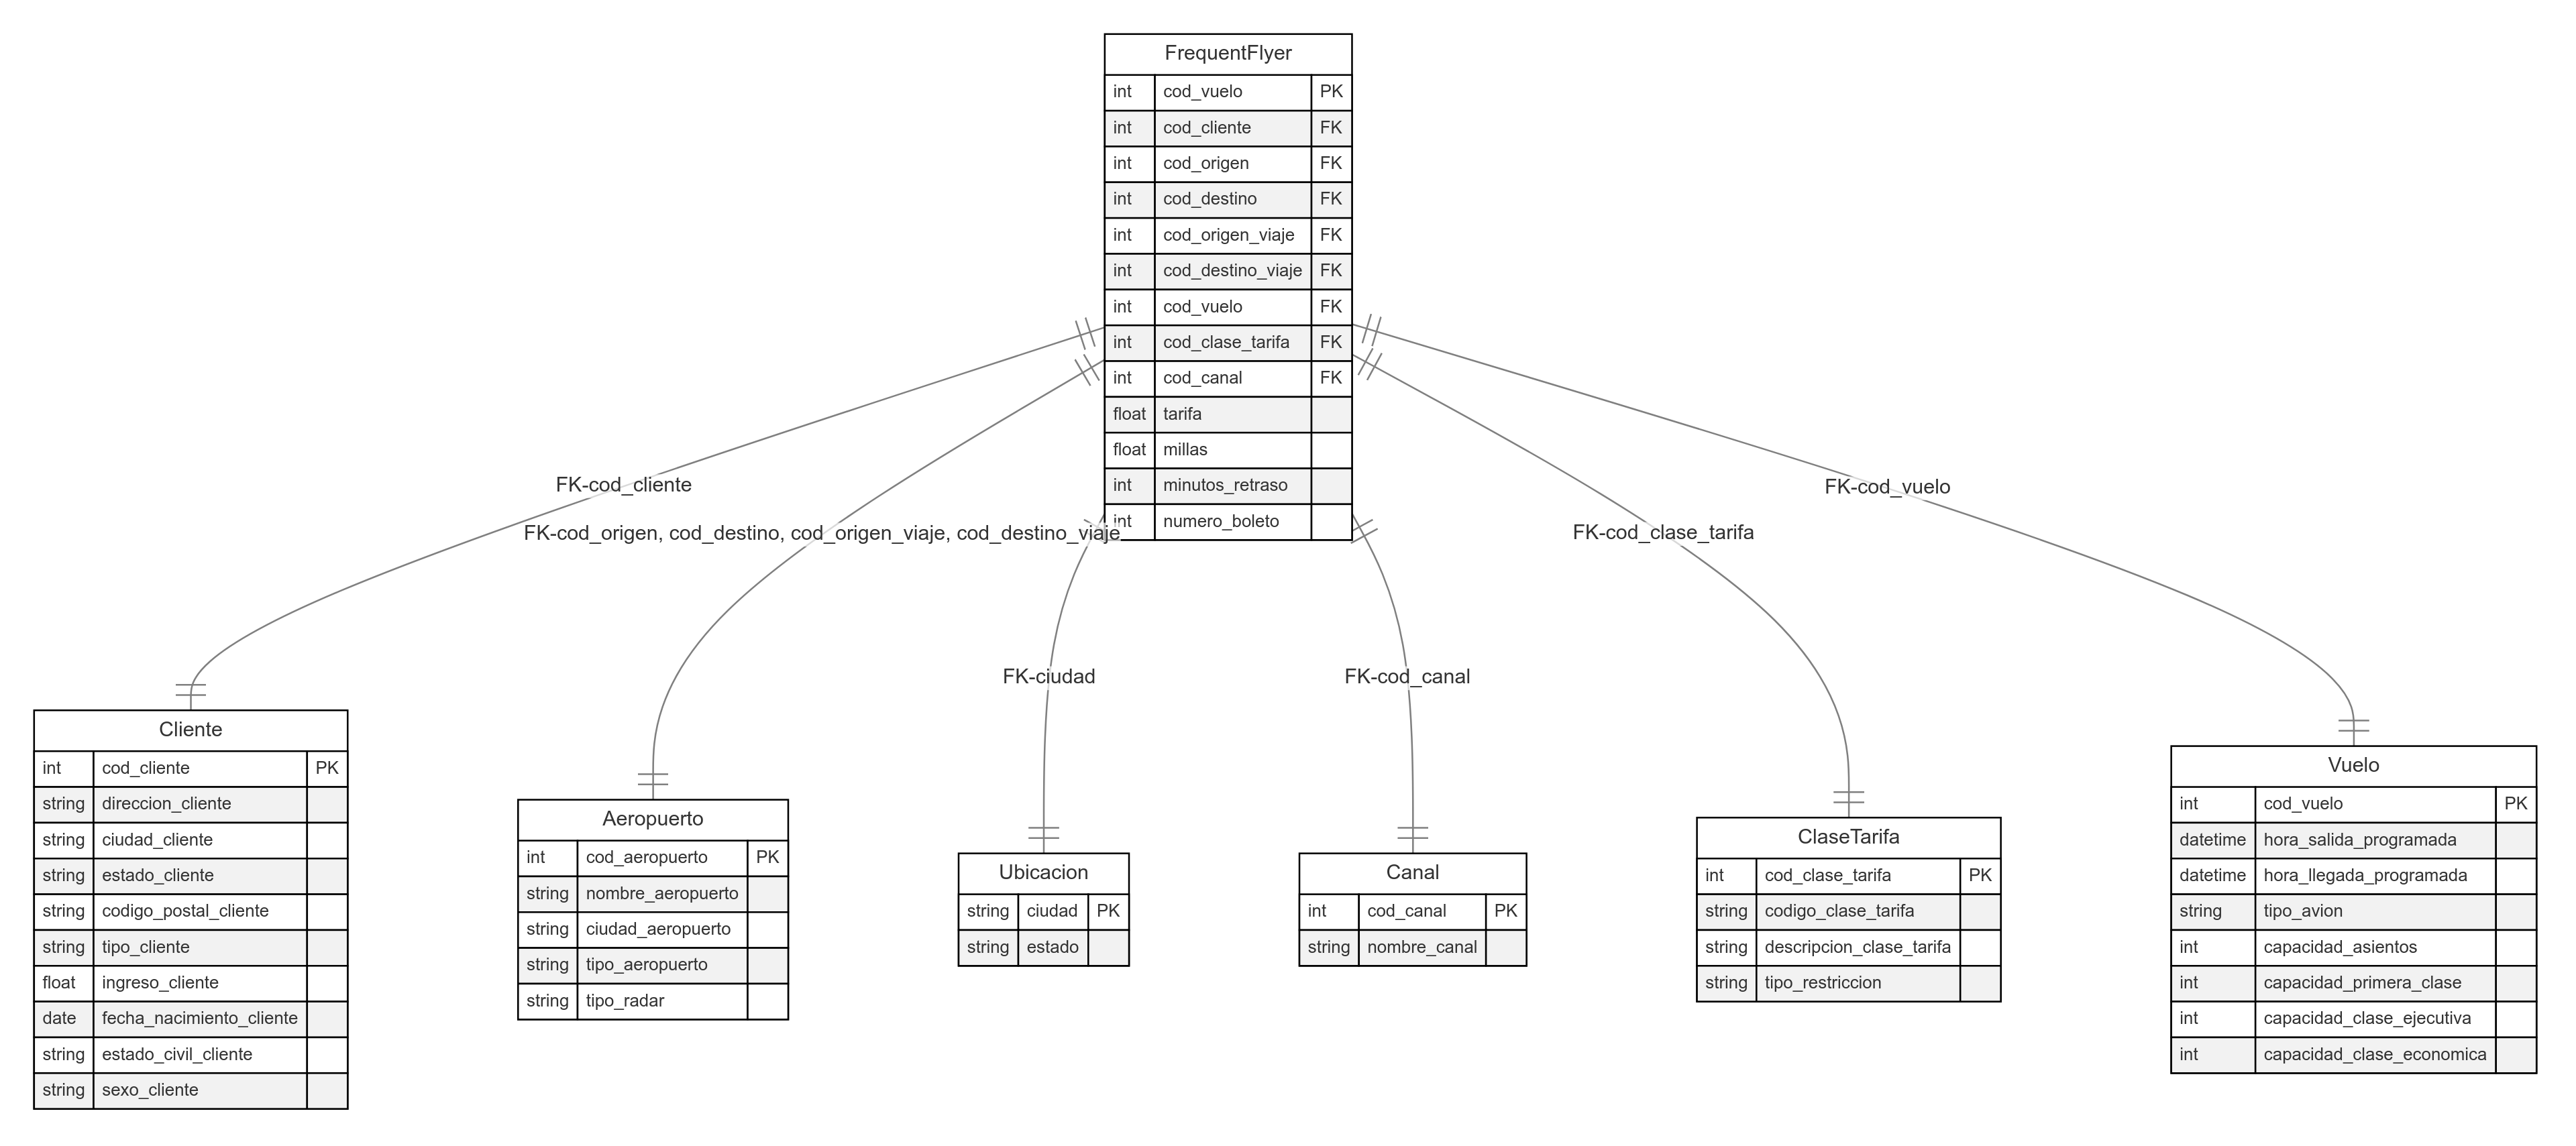 FrequentFlyer
int cod_vuelo PK
int cod_cliente FK
int cod_origen FK
int cod_destino FK
int cod_origen_viaje FK
int cod_destino_viaje FK
int cod_vuelo FK
int cod_clase_tarifa FK
int cod_canal FK
float tarifa
float millas
int minutos_retraso
int numero_boleto
FK-cod_cliente
FK-cod_origen, cod_destino, cod_origen_viaje, cod_destino_viaje
FK-ciudad
FK-cod_canal
FK-cod_clase_tarifa
FK-cod_vuelo
Cliente
int cod_cliente PK
string direccion_cliente
string ciudad_cliente
string estado_cliente
string codigo_postal_cliente
string tipo_cliente
float ingreso_cliente
date fecha_nacimiento_cliente
string estado_civil_cliente
string sexo_cliente
Aeropuerto
int cod_aeropuerto PK
string nombre_aeropuerto
string ciudad_aeropuerto
string tipo_aeropuerto
string tipo_radar
Ubicacion
string ciudad PK
string estado
Canal
int cod_canal PK
string nombre_canal
ClaseTarifa
int cod_clase_tarifa PK
string codigo_clase_tarifa
string descripcion_clase_tarifa
string tipo_restriccion
Vuelo
int cod_vuelo PK
datetime hora_salida_programada
datetime hora_llegada_programada
string tipo_avion
int capacidad_asientos
int capacidad_primera_clase
int capacidad_clase_ejecutiva
int capacidad_clase_economica